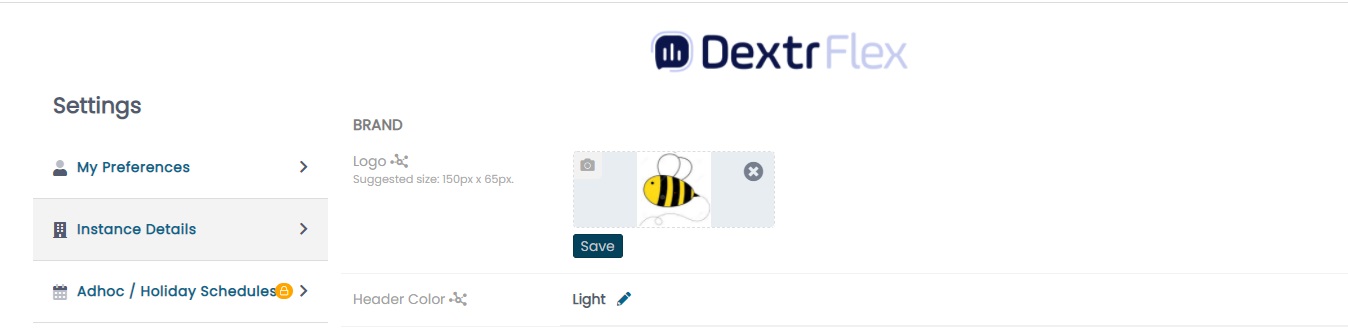 DextrFlex
Settings
My Preferences
Instance Details
Adhoc / Holiday Schedules
BRAND
Logo
Suggested size: 150px x 65px.
Save
Header Color
Light